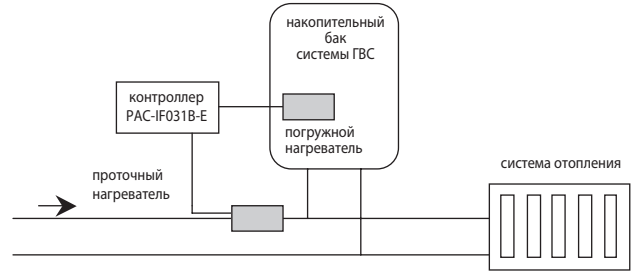 накопительный
бак
системы ГВС
контроллер
PAC-IF031B-E
погружной
нагреватель
система отопления
проточный
нагреватель